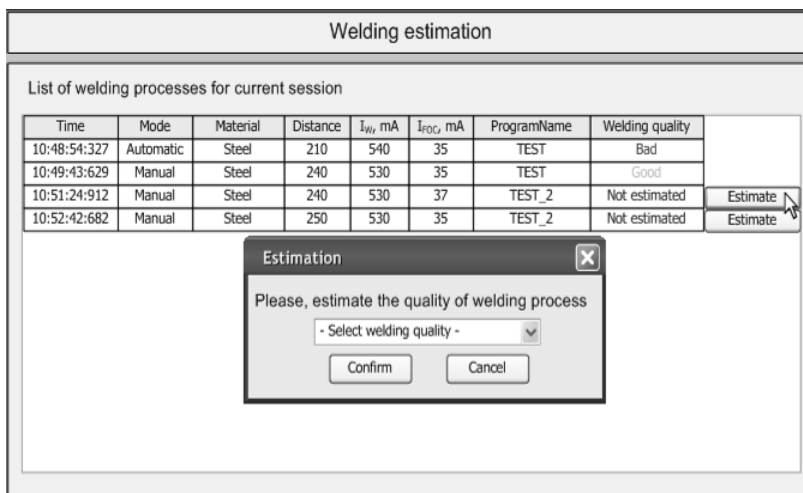 Welding estimation
List of welding processes for current session
Time Mode Material Distance I_W, mA I_FOC, mA ProgramName Welding quality
10:48:54:327 Automatic Steel 210 540 35 TEST Bad
10:49:43:629 Manual Steel 240 530 35 TEST Good
10:51:24:912 Manual Steel 240 530 37 TEST_2 Not estimated Estimate
10:52:42:682 Manual Steel 250 530 35 TEST_2 Not estimated Estimate
Estimation
Please, estimate the quality of welding process
- Select welding quality -
Confirm Cancel